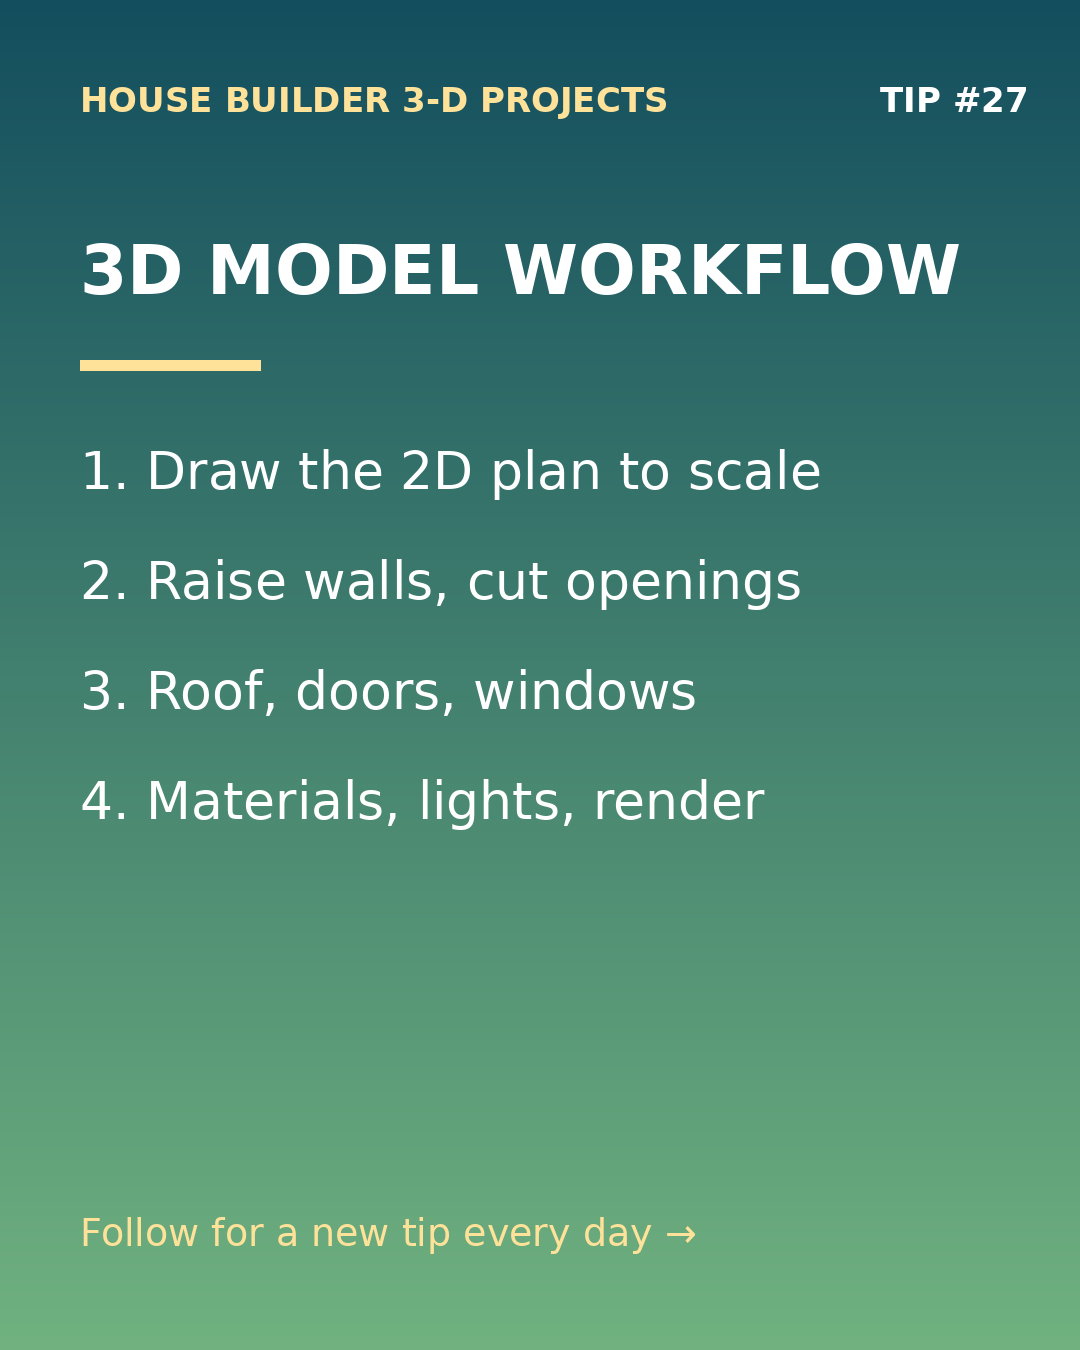 HOUSE BUILDER 3-D PROJECTS TIP #27
3D MODEL WORKFLOW
1. Draw the 2D plan to scale
2. Raise walls, cut openings
3. Roof, doors, windows
4. Materials, lights, render
Follow for a new tip every day →